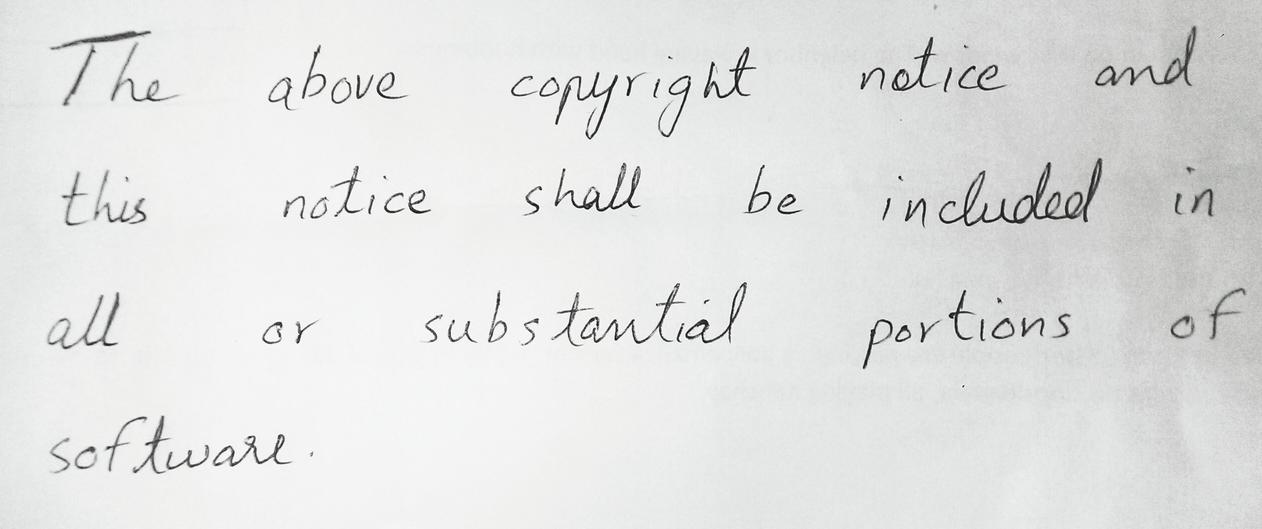 The above copyright notice and
this notice shall be included in
all or substantial portions of
software.